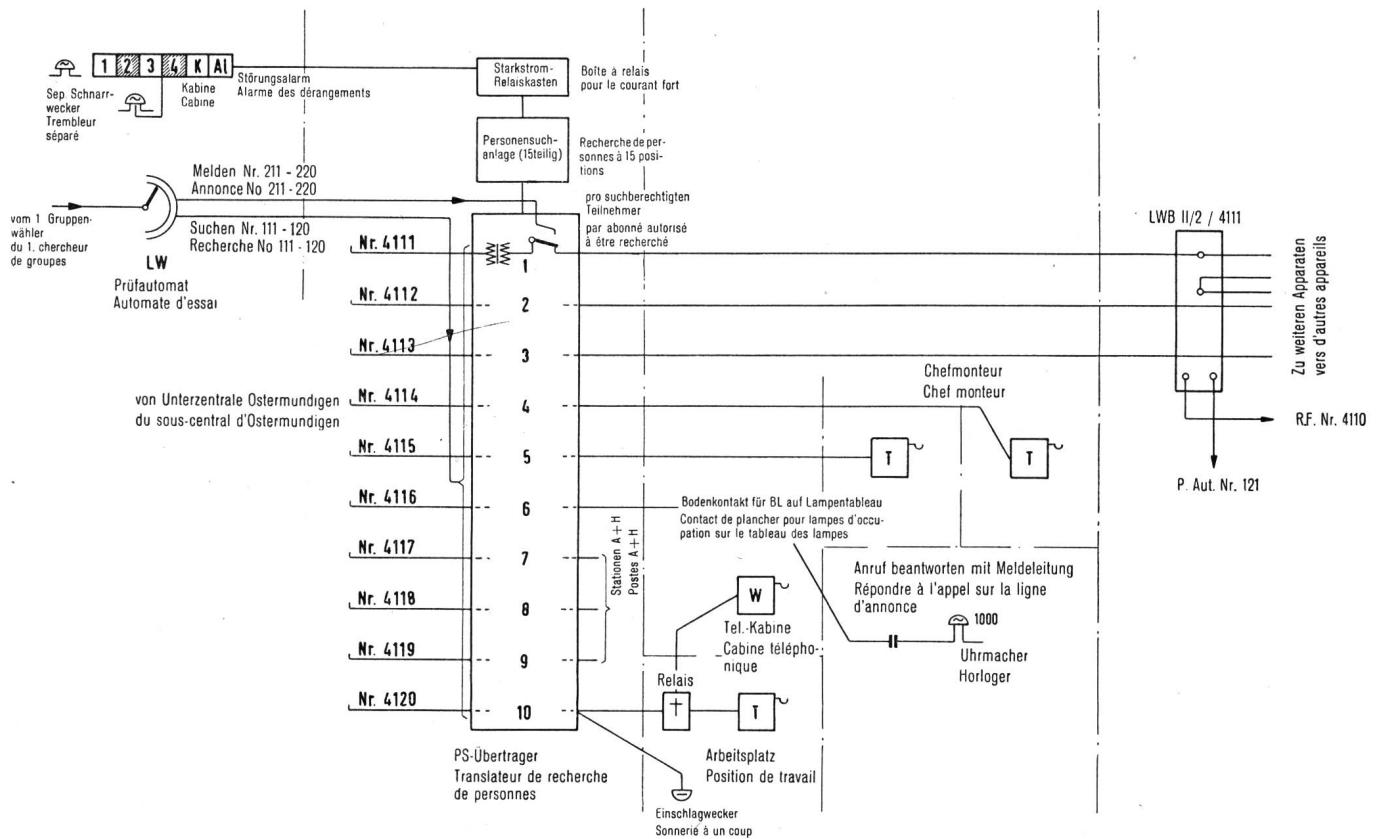 1 2 3 4 K Al
Sep. Schnarr-
wecker
Trembleur
séparé
Kabine
Cabine
Störungsalarm
Alarme des dérangements
Starkstrom-
Relaiskasten
Boîte à relais
pour le courant fort
Personensuch-
anlage (15teilig)
Recherche de per-
sonnes à 15 posi-
tions
Melden Nr. 211 - 220
Annonce No 211 - 220
Suchen Nr. 111 - 120
Recherche No 111 - 120
vom 1 Gruppen-
wähler
du 1. chercheur
de groupes
LW
Prüfautomat
Automate d'essai
pro suchberechtigten
Teilnehmer
par abonné autorisé
à être recherché
Nr. 4111
1
Nr. 4112
2
Nr. 4113
3
Nr. 4114
4
Nr. 4115
5
Nr. 4116
6
Nr. 4117
7
Nr. 4118
8
Nr. 4119
9
Nr. 4120
10
von Unterzentrale Ostermundigen
du sous-central d'Ostermundigen
PS-Übertrager
Translateur de recherche
de personnes
Stationen A + H
Postes A + H
LWB II/2 / 4111
Zu weiteren Apparaten
vers d'autres appareils
R.F. Nr. 4110
P. Aut. Nr. 121
Chefmonteur
Chef monteur
T
T
Bodenkontakt für BL auf Lampentableau
Contact de plancher pour lampes d'occu-
pation sur le tableau des lampes
Anruf beantworten mit Meldeleitung
Répondre à l'appel sur la ligne
d'annonce
1000
Uhrmacher
Horloger
W
Tel.-Kabine
Cabine télépho-
nique
Relais
T
Arbeitsplatz
Position de travail
Einschlagwecker
Sonnerie à un coup